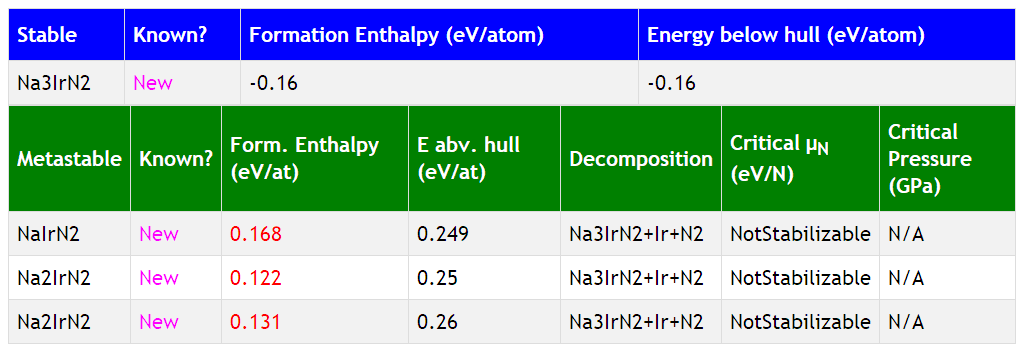 Stable Known? Formation Enthalpy (eV/atom) Energy below hull (eV/atom)
Na3IrN2 New -0.16 -0.16
Metastable Known? Form. Enthalpy (eV/at) E abv. hull (eV/at) Decomposition Critical μN (eV/N) Critical Pressure (GPa)
NaIrN2 New 0.168 0.249 Na3IrN2+Ir+N2 NotStabilizable N/A
Na2IrN2 New 0.122 0.25 Na3IrN2+Ir+N2 NotStabilizable N/A
Na2IrN2 New 0.131 0.26 Na3IrN2+Ir+N2 NotStabilizable N/A